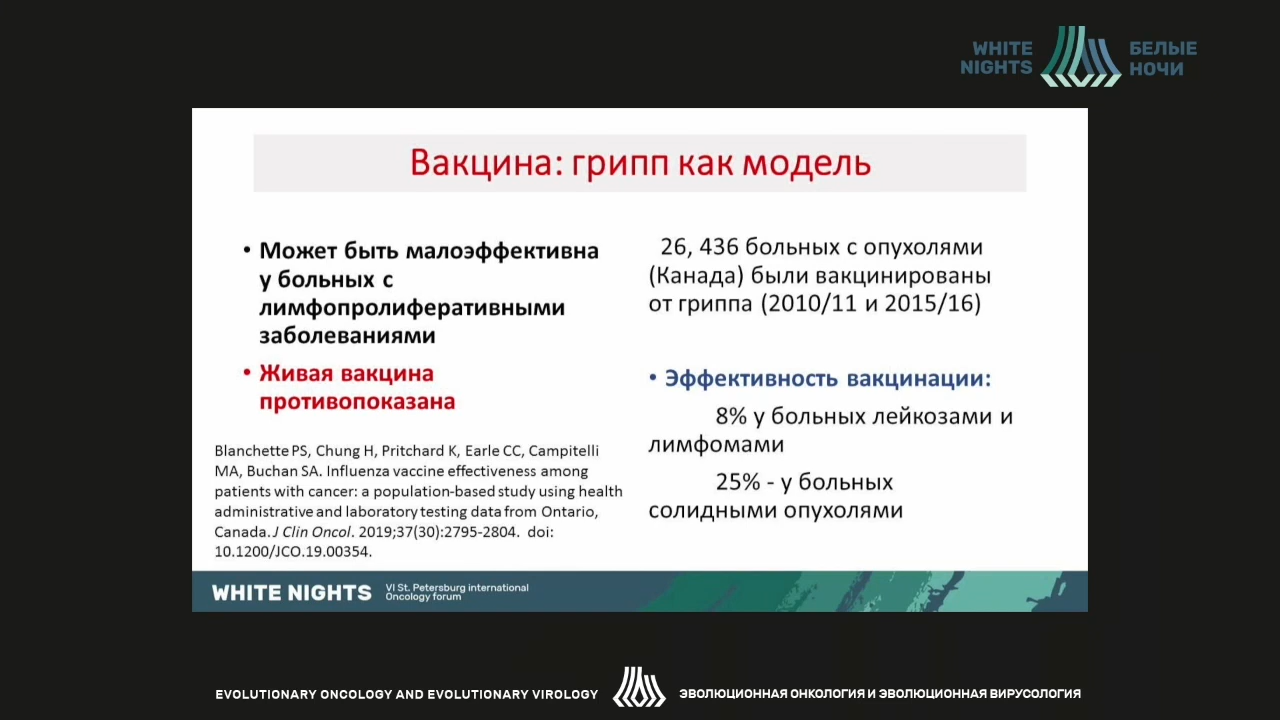 WHITE
NIGHTS
БЕЛЫЕ
НОЧИ
Вакцина: грипп как модель
• Может быть малоэффективна
у больных с
лимфопролиферативными
заболеваниями
• Живая вакцина
противопоказана
Blanchette PS, Chung H, Pritchard K, Earle CC, Campitelli
MA, Buchan SA. Influenza vaccine effectiveness among
patients with cancer: a population-based study using health
administrative and laboratory testing data from Ontario,
Canada. J Clin Oncol. 2019;37(30):2795-2804. doi:
10.1200/JCO.19.00354.
26, 436 больных с опухолями
(Канада) были вакцинированы
от гриппа (2010/11 и 2015/16)
• Эффективность вакцинации:
8% у больных лейкозами и
лимфомами
25% - у больных
солидными опухолями
WHITE NIGHTS
VI St. Petersburg international
Oncology forum
EVOLUTIONARY ONCOLOGY AND EVOLUTIONARY VIROLOGY
ЭВОЛЮЦИОННАЯ ОНКОЛОГИЯ И ЭВОЛЮЦИОННАЯ ВИРУСОЛОГИЯ